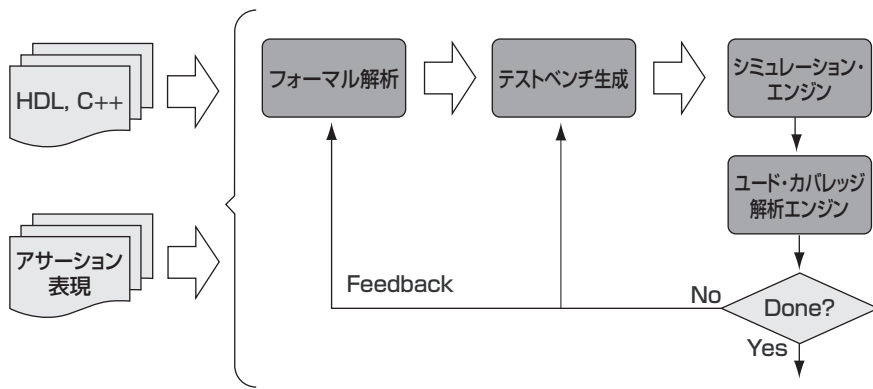 HDL, C++
アサーション
表現
フォーマル解析
テストベンチ生成
シミュレーション・
エンジン
ユード・カバレッジ
解析エンジン
Feedback
No
Done?
Yes